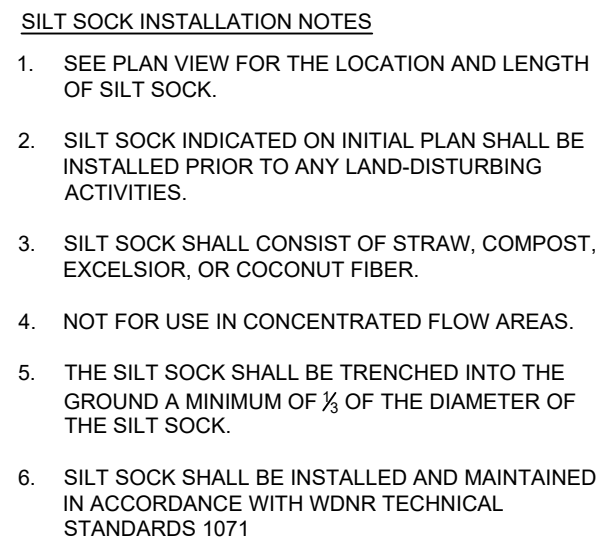 SILT SOCK INSTALLATION NOTES
1. SEE PLAN VIEW FOR THE LOCATION AND LENGTH
OF SILT SOCK.
2. SILT SOCK INDICATED ON INITIAL PLAN SHALL BE
INSTALLED PRIOR TO ANY LAND-DISTURBING
ACTIVITIES.
3. SILT SOCK SHALL CONSIST OF STRAW, COMPOST,
EXCELSIOR, OR COCONUT FIBER.
4. NOT FOR USE IN CONCENTRATED FLOW AREAS.
5. THE SILT SOCK SHALL BE TRENCHED INTO THE
GROUND A MINIMUM OF ⅓ OF THE DIAMETER OF
THE SILT SOCK.
6. SILT SOCK SHALL BE INSTALLED AND MAINTAINED
IN ACCORDANCE WITH WDNR TECHNICAL
STANDARDS 1071